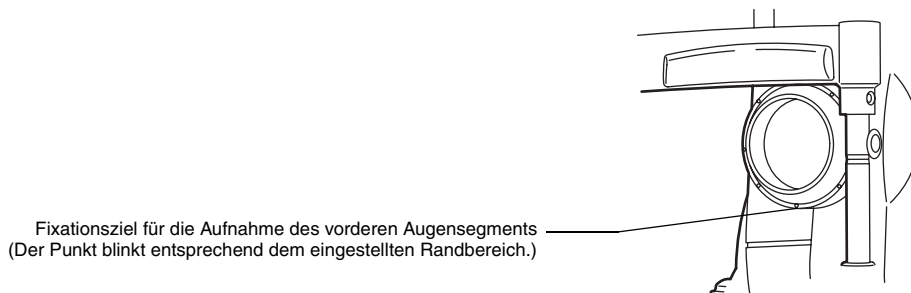 Fixationsziel für die Aufnahme des vorderen Augensegments
(Der Punkt blinkt entsprechend dem eingestellten Randbereich.)